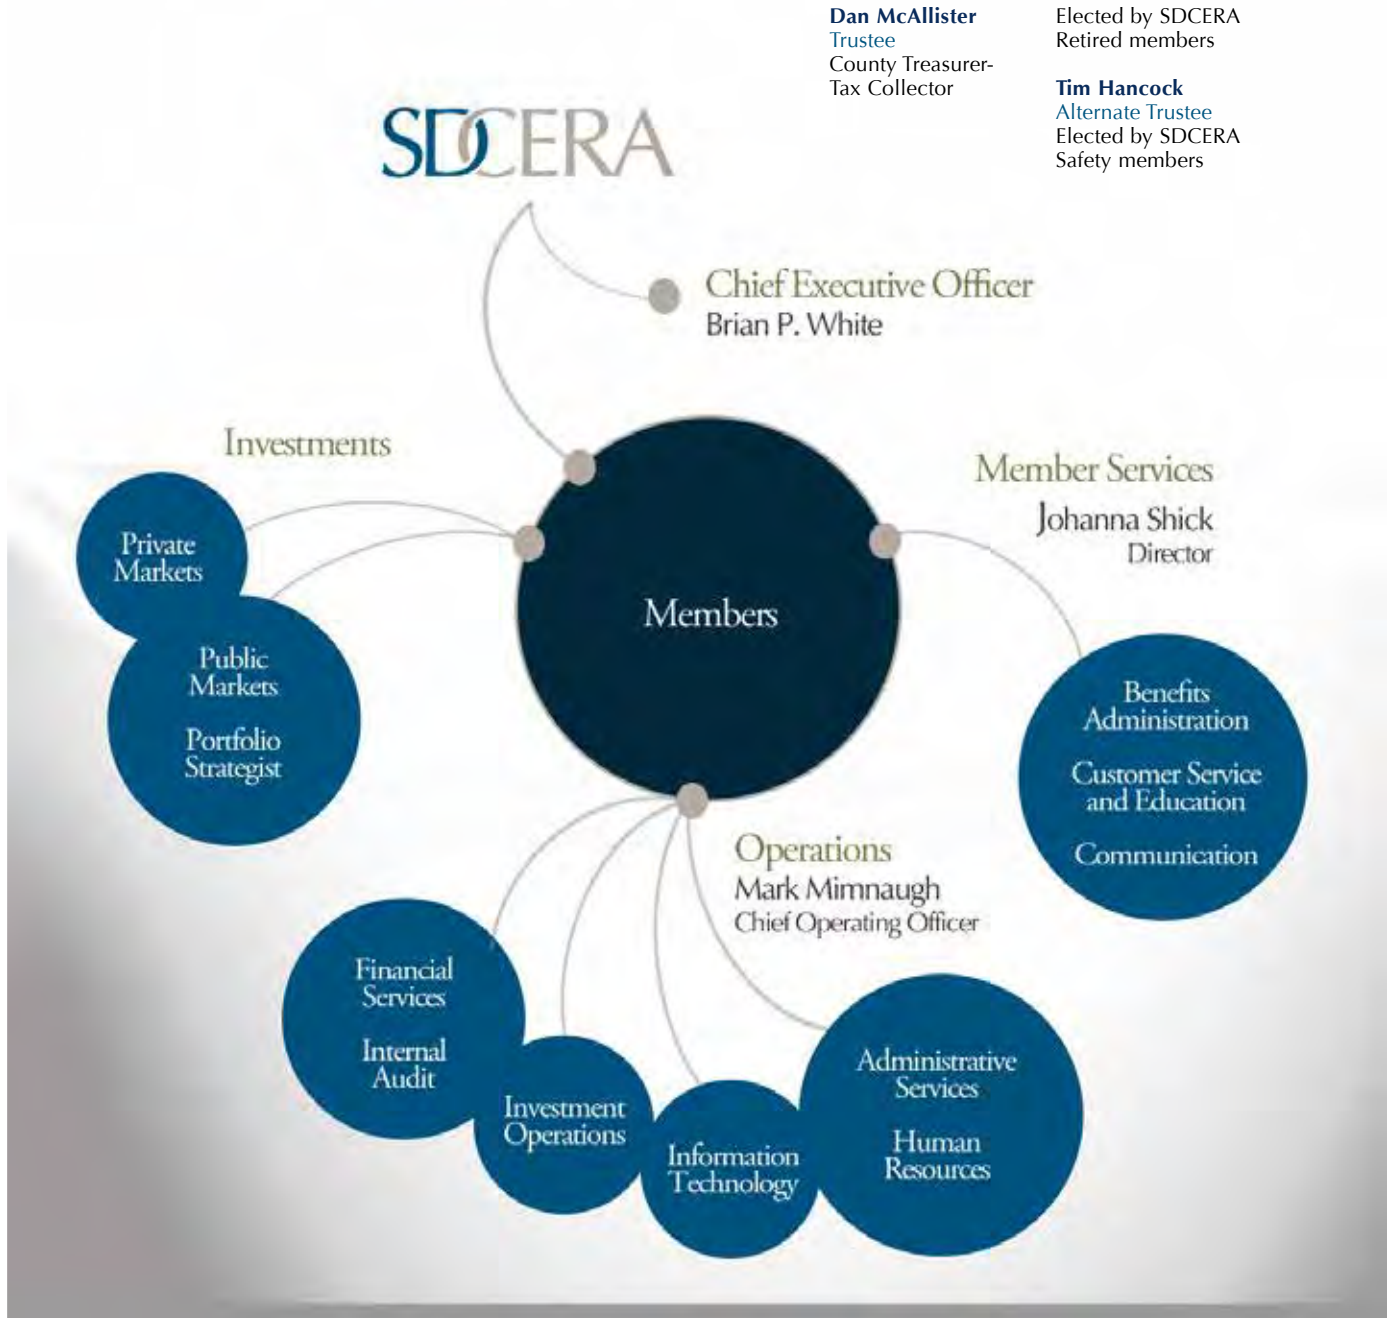 Dan McAllister
Trustee
County Treasurer-
Tax Collector
Elected by SDCERA
Retired members
Tim Hancock
Alternate Trustee
Elected by SDCERA
Safety members
SDCERA
Chief Executive Officer
Brian P. White
Investments
Private
Markets
Public
Markets
Portfolio
Strategist
Members
Member Services
Johanna Shick
Director
Benefits
Administration
Customer Service
and Education
Communication
Operations
Mark Mimnaugh
Chief Operating Officer
Financial
Services
Internal
Audit
Investment
Operations
Information
Technology
Administrative
Services
Human
Resources